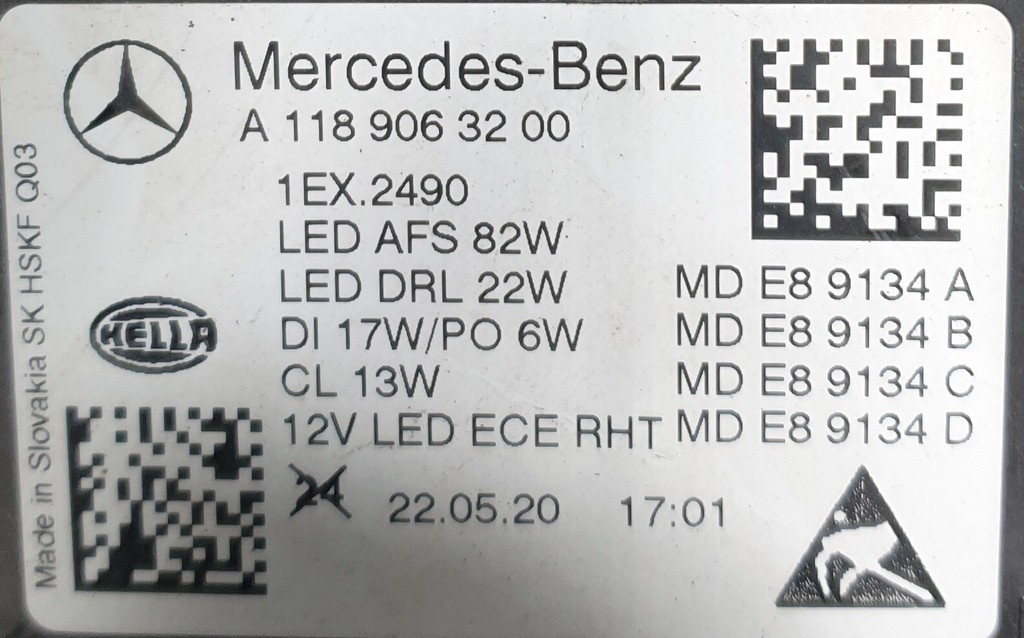 Mercedes-Benz
A 118 906 32 00
1EX.2490
LED AFS 82W
LED DRL 22W MD E8 9134 A
DI 17W/PO 6W MD E8 9134 B
CL 13W MD E8 9134 C
12V LED ECE RHT MD E8 9134 D
24 22.05.20 17:01
HELLA
Made in Slovakia SK HSKF Q03